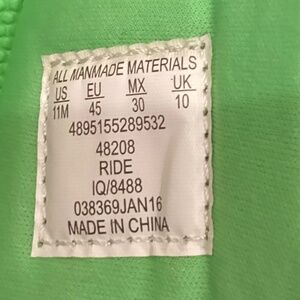 ALL MANMADE MATERIALS
US EU MX UK
11M 45 30 10
4895155289532
48208
RIDE
IQ/8488
038369JAN16
MADE IN CHINA